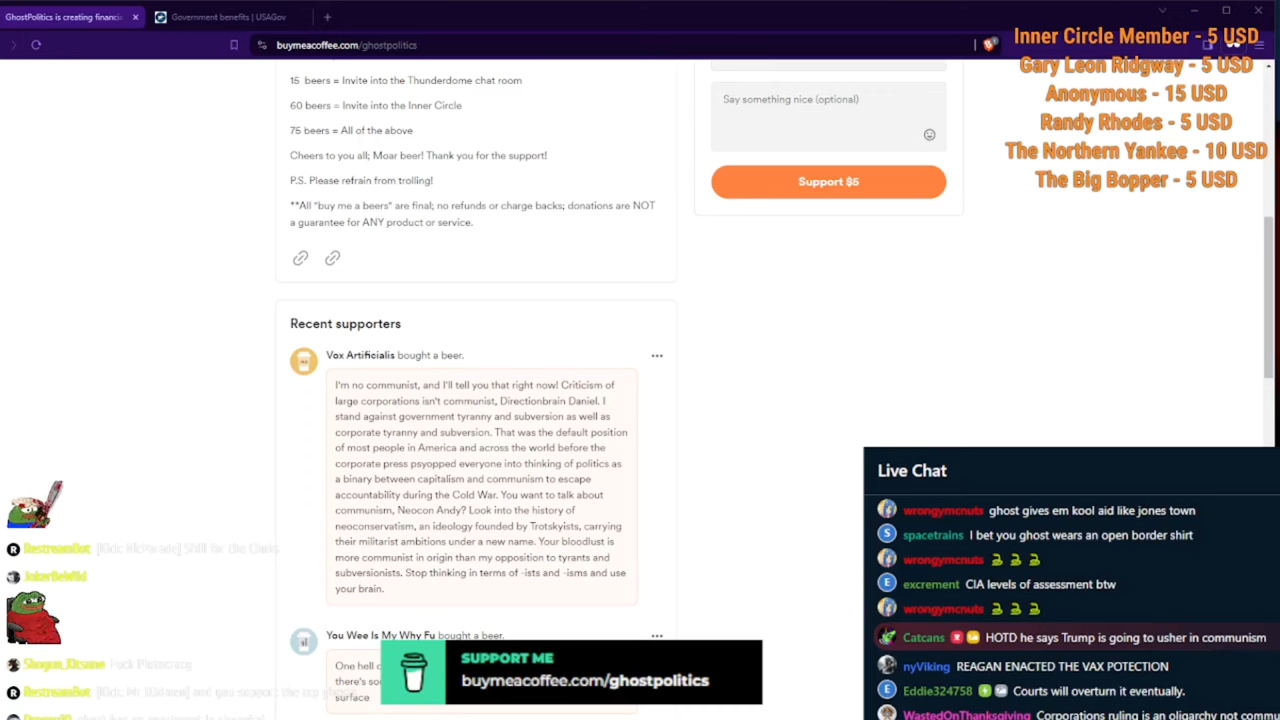 GhostPolitics is creating financi
Government benefits | USAGov
buymeacoffee.com/ghostpolitics
Inner Circle Member - 5 USD
Gary Leon Ridgway - 5 USD
Anonymous - 15 USD
Randy Rhodes - 5 USD
The Northern Yankee - 10 USD
The Big Bopper - 5 USD
15 beers = Invite into the Thunderdome chat room
60 beers = Invite into the Inner Circle
75 beers = All of the above
Cheers to you all; Moar beer! Thank you for the support!
P.S. Please refrain from trolling!
**All "buy me a beers" are final; no refunds or charge backs; donations are NOT
a guarantee for ANY product or service.
Say something nice (optional)
Support $5
Recent supporters
Vox Artificialis bought a beer.
I'm no communist, and I'll tell you that right now! Criticism of
large corporations isn't communist, Directionbrain Daniel. I
stand against government tyranny and subversion as well as
corporate tyranny and subversion. That was the default position
of most people in America and across the world before the
corporate press psyopped everyone into thinking of politics as
a binary between capitalism and communism to escape
accountability during the Cold War. You want to talk about
communism, Neocon Andy? Look into the history of
neoconservatism, an ideology founded by Trotskyists, carrying
their militarist ambitions under a new name. Your bloodlust is
more communist in origin than my opposition to tyrants and
subversionists. Stop thinking in terms of -ists and -isms and use
your brain.
You Wee Is My Why Fu bought a beer.
One hell
there's so
surface
SUPPORT ME
buymeacoffee.com/ghostpolitics
RestreamBot
JokerBeWild
Shogun_Kitsune Fuck Plutocracy
RestreamBot and you support the ccp
Live Chat
wrongymcnuts ghost gives em kool aid like jones town
spacetrains I bet you ghost wears an open border shirt
wrongymcnuts
excrement CIA levels of assessment btw
wrongymcnuts
Catcans HOTD he says Trump is going to usher in communism
nyViking REAGAN ENACTED THE VAX POTECTION
Eddie324758 Courts will overturn it eventually.
WastedOnThanksgiving Corporations ruling is an oligarchy not commu